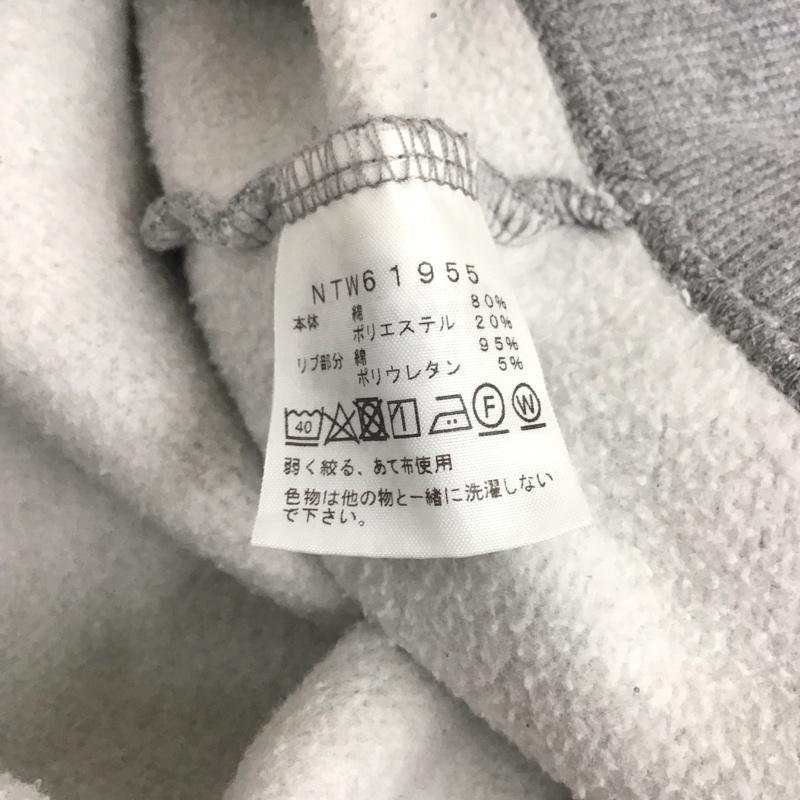 NTW61955
本体 綿 80%
ポリエステル 20%
リブ部分 綿 95%
ポリウレタン 5%
40 F W
弱く絞る、あて布使用
色物は他の物と一緒に洗濯しない
で下さい。